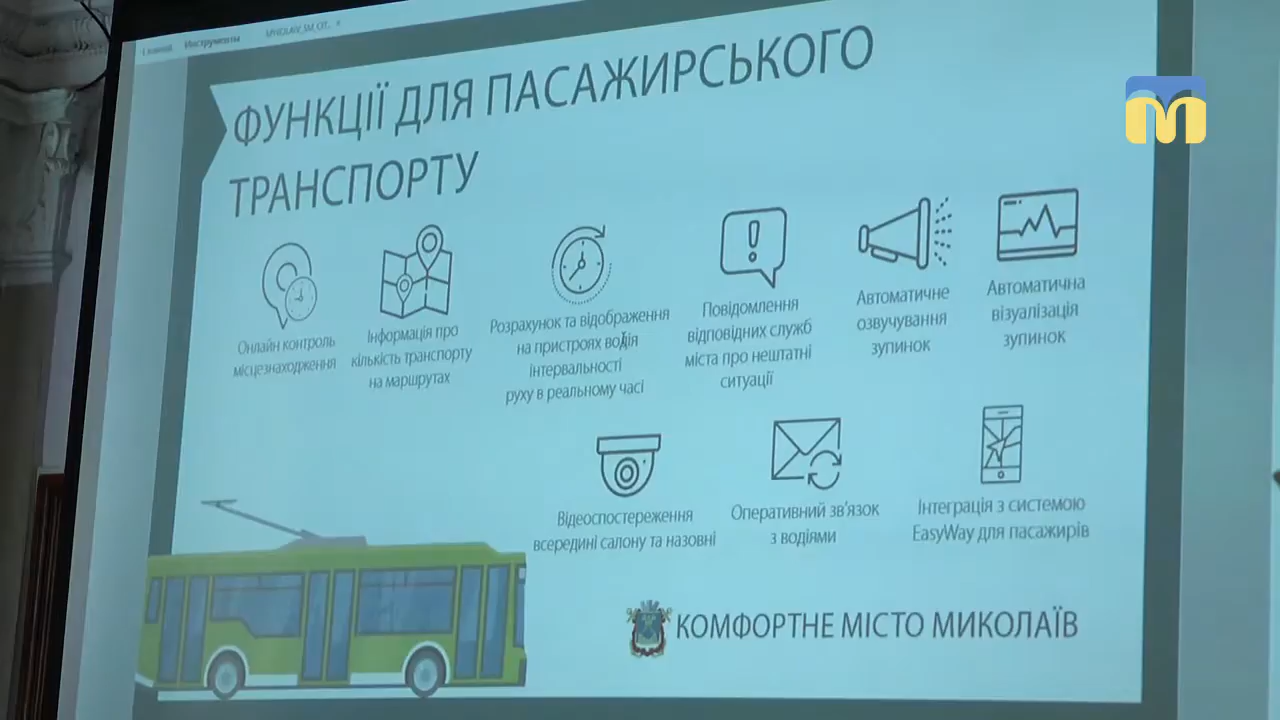 Инструменты
ФУНКЦІЇ ДЛЯ ПАСАЖИРСЬКОГО
ТРАНСПОРТУ
Онлайн контроль
місцезнаходження
Інформація про
кількість транспорту
на маршрутах
Розрахунок та відображення
на пристроях водія
інтервальності
руху в реальному часі
Повідомлення
відповідних служб
міста про нештатні
ситуації
Автоматичне
озвучування
зупинок
Автоматична
візуалізація
зупинок
Відеоспостереження
всередині салону та назовні
Оперативний зв'язок
з водіями
Інтеграція з системою
EasyWay для пасажирів
КОМФОРТНЕ МІСТО МИКОЛАЇВ